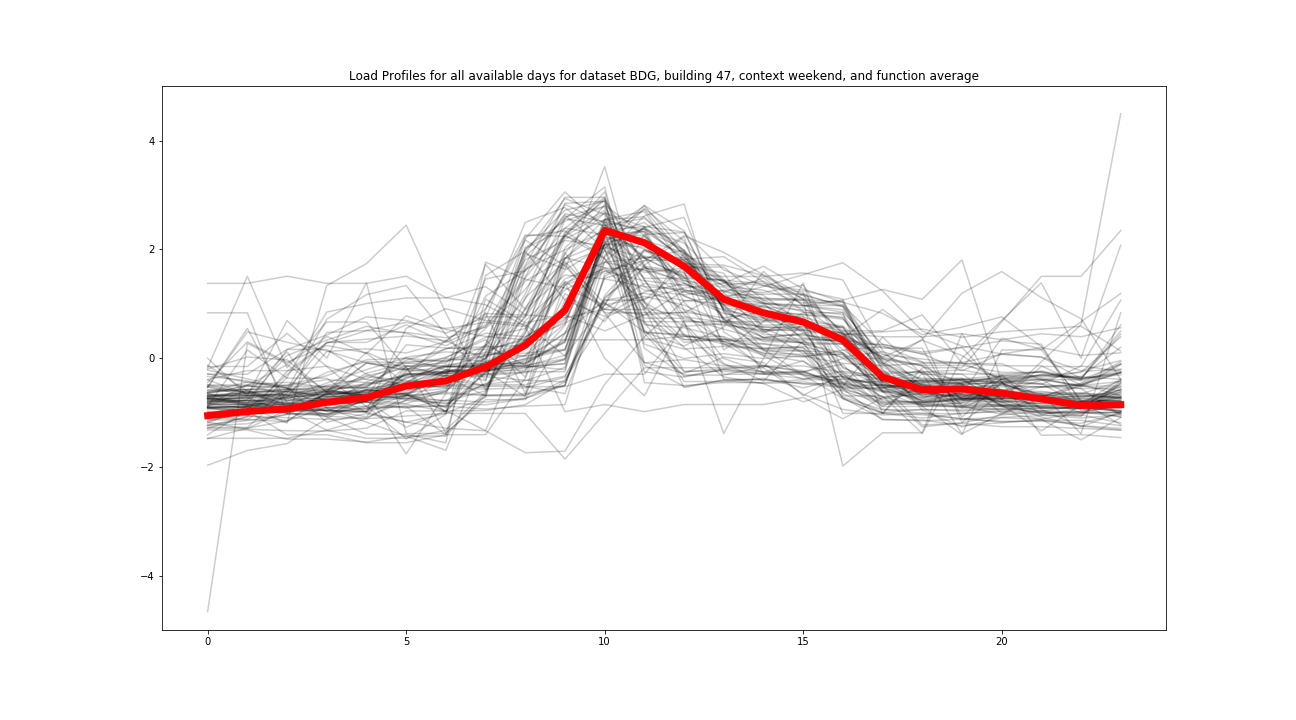 Load Profiles for all available days for dataset BDG, building 47, context weekend, and function average
4
2
0
−2
−4
0 5 10 15 20